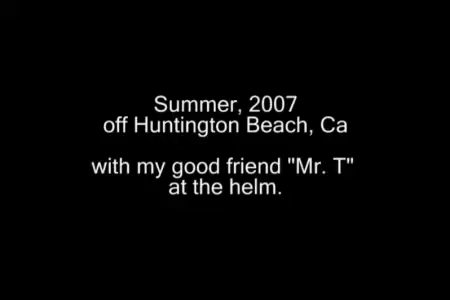 Summer, 2007
off Huntington Beach, Ca
with my good friend "Mr. T"
at the helm.